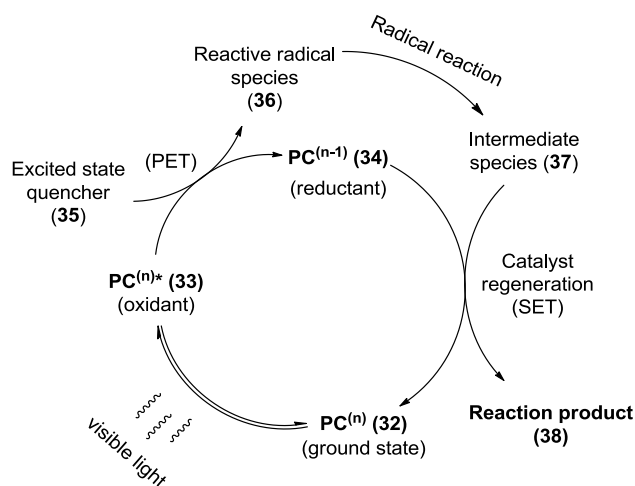 Reactive radical
species
(36)
Radical reaction
Intermediate
species (37)
(PET)
PC(n-1) (34)
(reductant)
Excited state
quencher
(35)
PC(n)* (33)
(oxidant)
Catalyst
regeneration
(SET)
visible light
PC(n) (32)
(ground state)
Reaction product
(38)